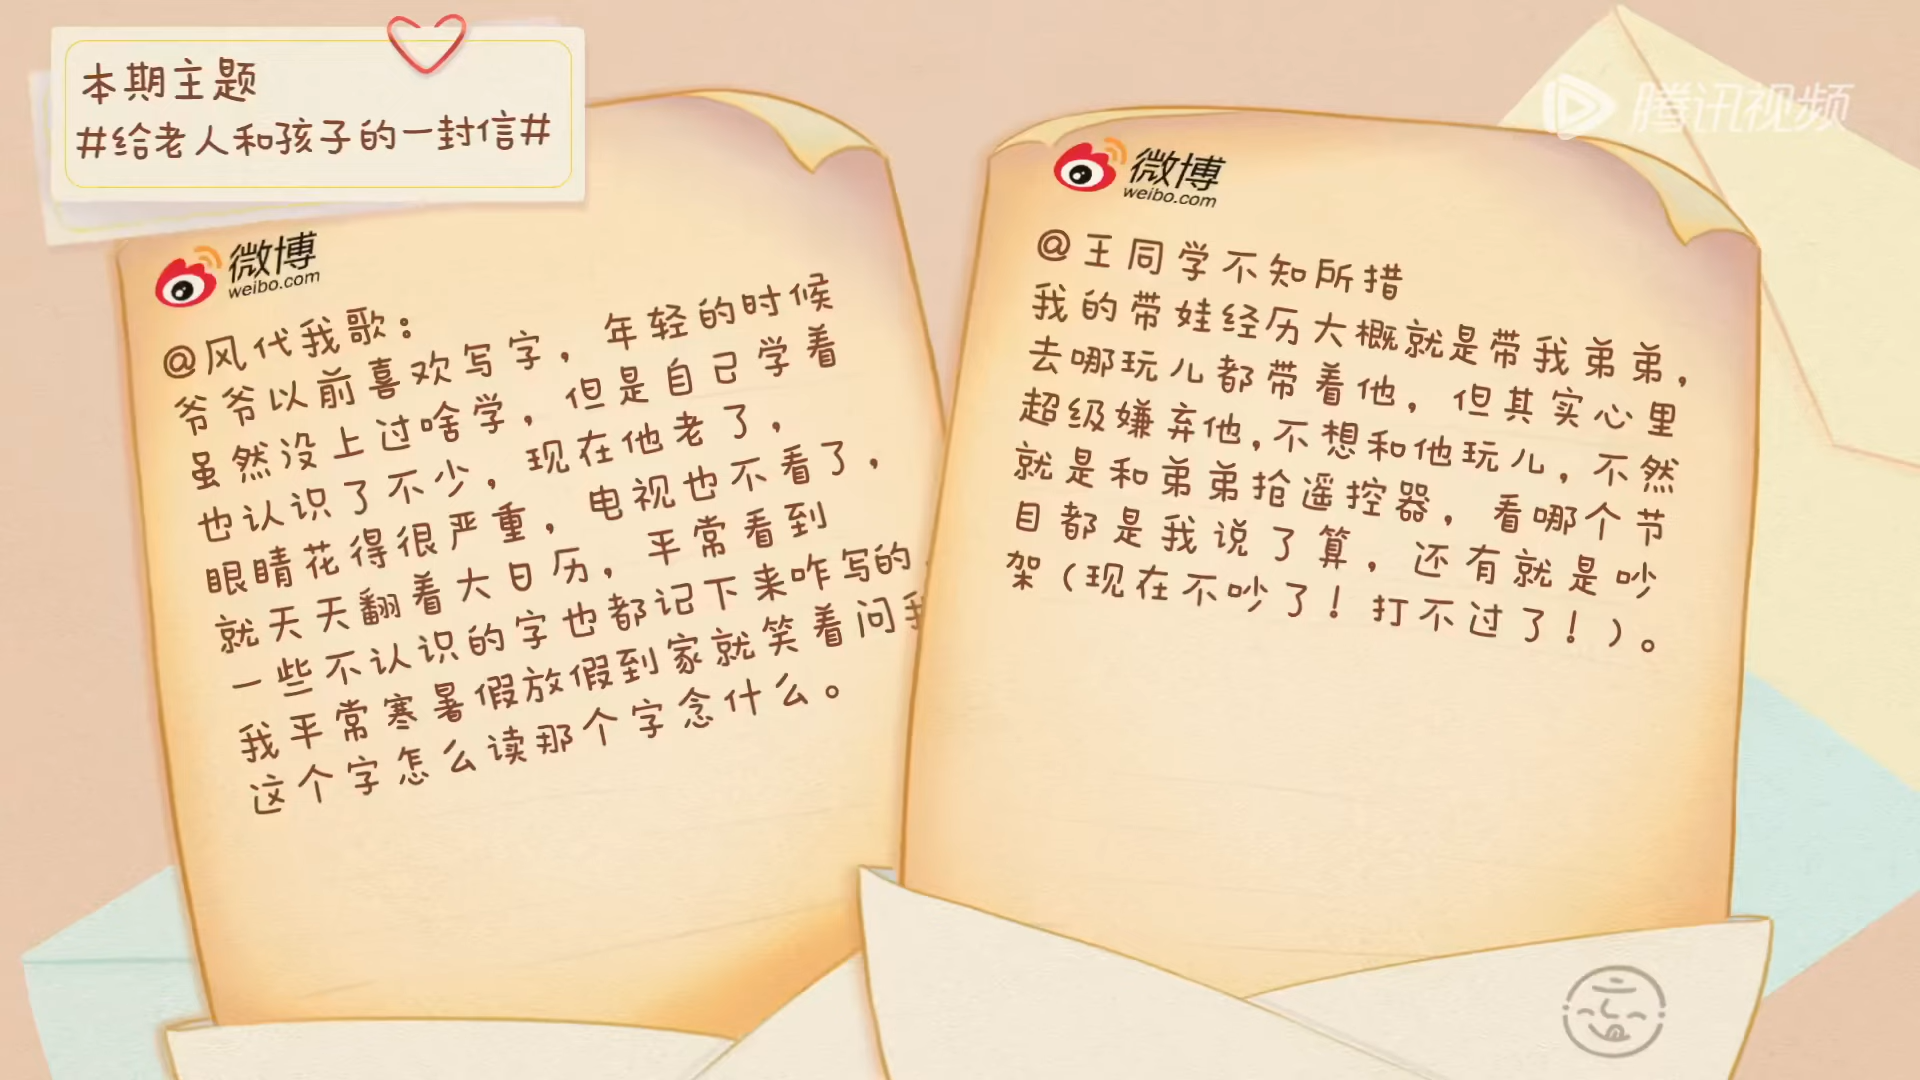 本期主题
#给老人和孩子的一封信#
微博
weibo.com
@风代我歌：
爷爷以前喜欢写字，年轻的时候
虽然没上过啥学，但是自己学着
也认识了不少，现在他老了，
眼睛花得很严重，电视也不看了，
就天天翻着大日历，平常看到
一些不认识的字也都记下来咋写的，
我平常寒暑假放假到家就笑着问我
这个字怎么读那个字念什么。
微博
weibo.com
@王同学不知所措
我的带娃经历大概就是带我弟弟，
去哪玩儿都带着他，但其实心里
超级嫌弃他，不想和他玩儿，不然
就是和弟弟抢遥控器，看哪个节
目都是我说了算，还有就是吵
架（现在不吵了！打不过了！）。
腾讯视频